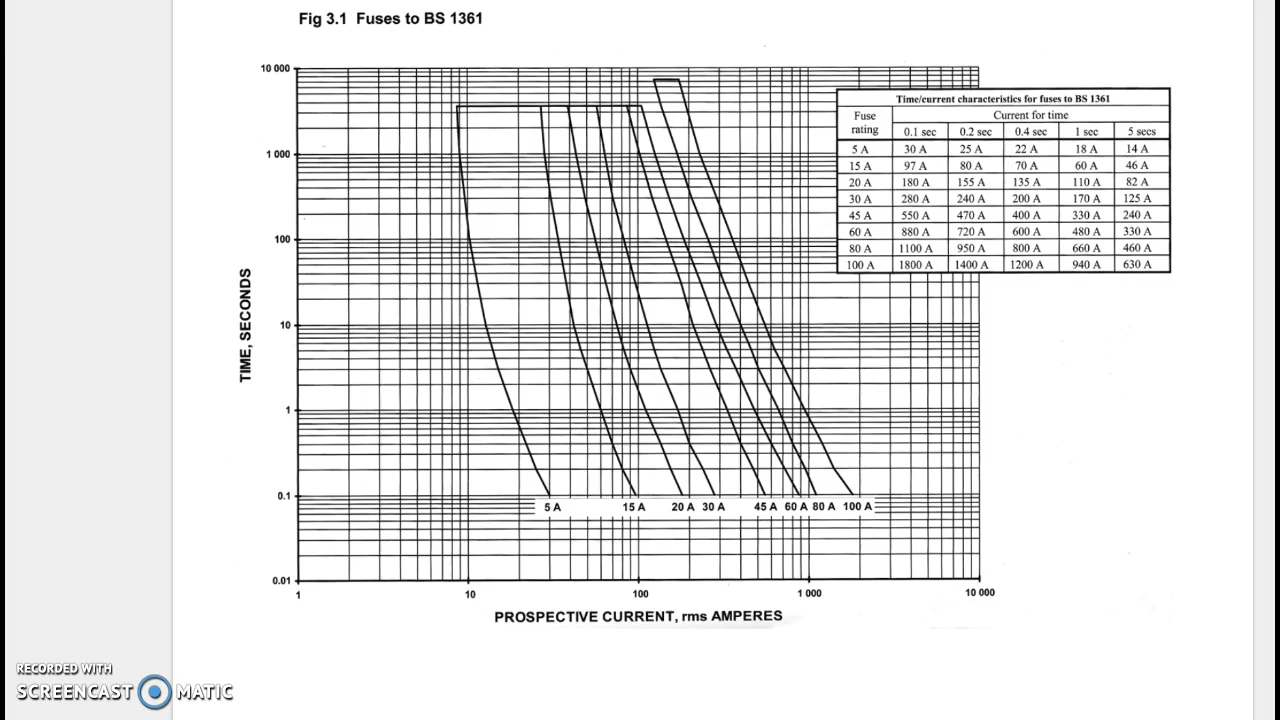 Fig 3.1 Fuses to BS 1361
10 000
1 000
100
10
1
0.1
0.01
TIME, SECONDS
Time/current characteristics for fuses to BS 1361
Fuse rating Current for time
0.1 sec 0.2 sec 0.4 sec 1 sec 5 secs
5 A 30 A 25 A 22 A 18 A 14 A
15 A 97 A 80 A 70 A 60 A 46 A
20 A 180 A 155 A 135 A 110 A 82 A
30 A 280 A 240 A 200 A 170 A 125 A
45 A 550 A 470 A 400 A 330 A 240 A
60 A 880 A 720 A 600 A 480 A 330 A
80 A 1100 A 950 A 800 A 660 A 460 A
100 A 1800 A 1400 A 1200 A 940 A 630 A
5 A 15 A 20 A 30 A 45 A 60 A 80 A 100 A
1 10 100 1 000 10 000
PROSPECTIVE CURRENT, rms AMPERES
RECORDED WITH
SCREENCAST MATIC